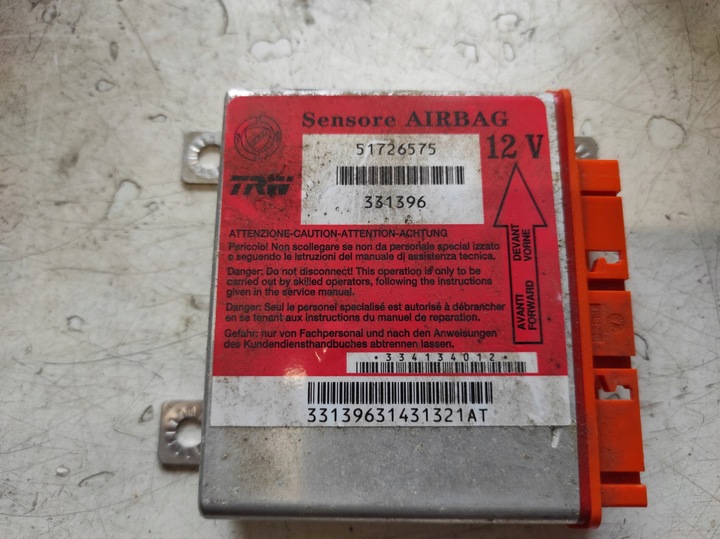 Sensore AIRBAG
51726575
12 V
TRW
331396
ATTENZIONE-CAUTION-ATTENTION-ACHTUNG
Pericolo! Non scollegare se non da personale special izzato
e seguendo le istruzioni del manuale di assistenza tecnica.
Danger: Do not disconnect! This operation is only to be
carried out by skilled operators, following the instructions
given in the service manual.
Danger: Seul le personel specialisé est autorisé à débrancher
en se tenant aux instructions du manuel de reparation.
Gefahr: nur von Fachpersonal und nach den Anweisungen
des Kundendiensthandbuches abtrennen lassen.
AVANTI DEVANT
FORWARD VORNE
*334134012*
33139631431321AT